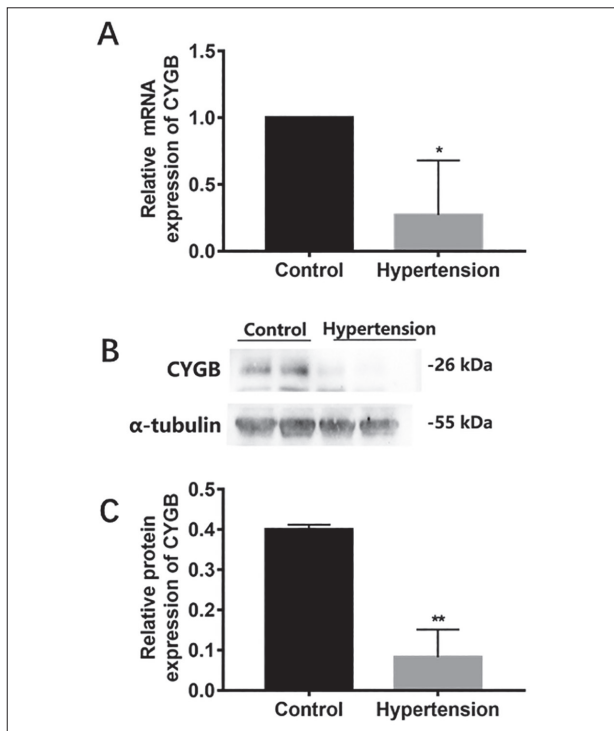 A
Relative mRNA
expression of CYGB
1.5
1.0
0.5
0.0
*
Control Hypertension
B
Control Hypertension
CYGB -26 kDa
α-tubulin -55 kDa
C
Relative protein
expression of CYGB
0.5
0.4
0.3
0.2
0.1
0.0
**
Control Hypertension